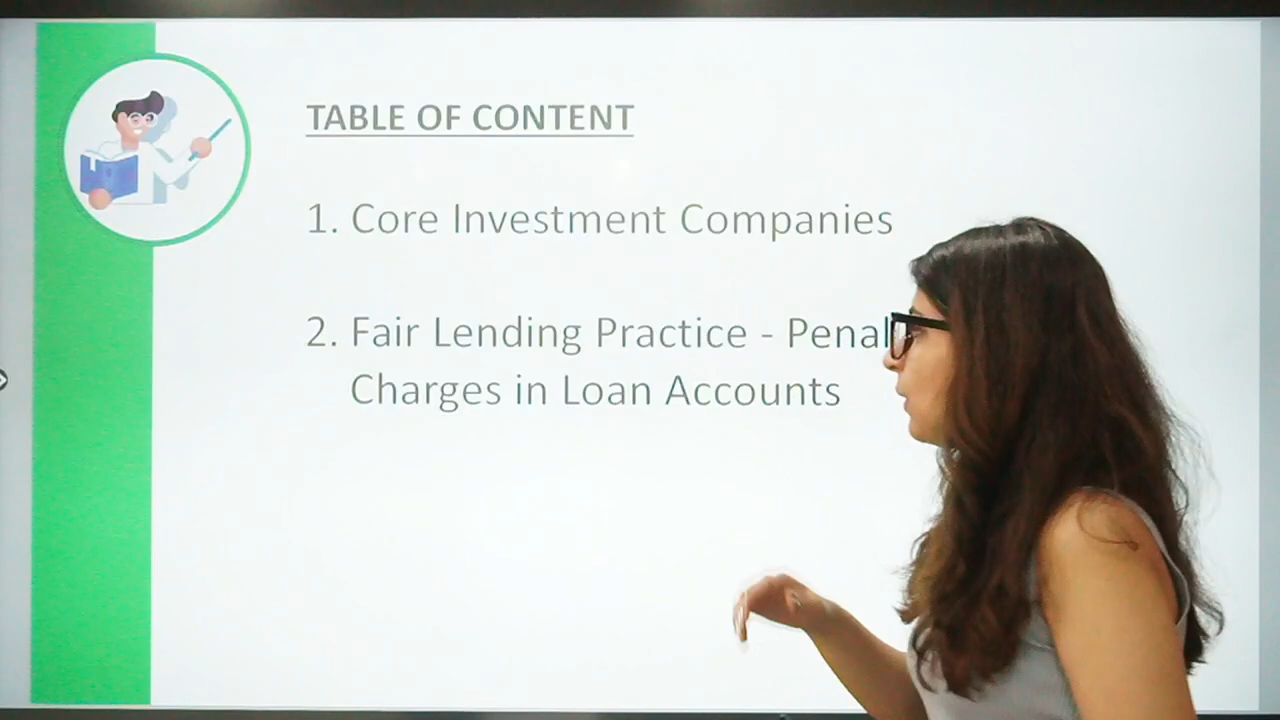 TABLE OF CONTENT
1. Core Investment Companies
2. Fair Lending Practice - Penal
Charges in Loan Accounts